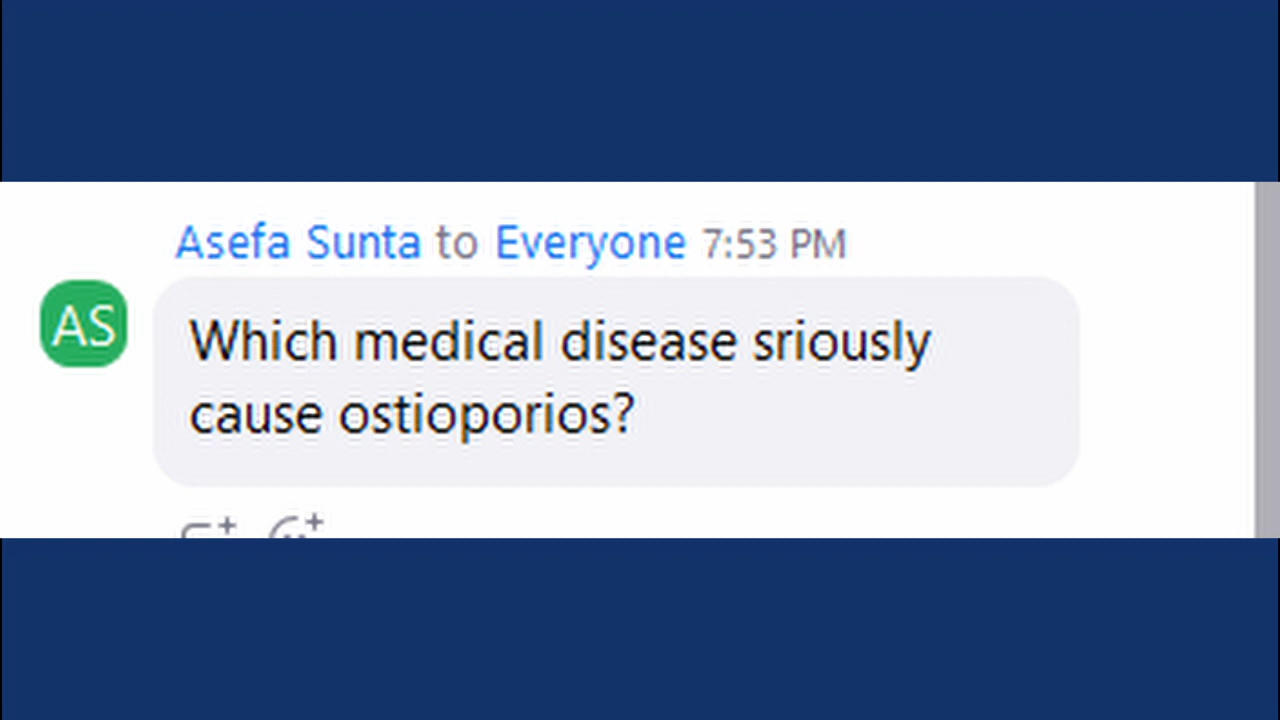 Asefa Sunta to Everyone 7:53 PM
AS
Which medical disease sriously
cause ostioporios?